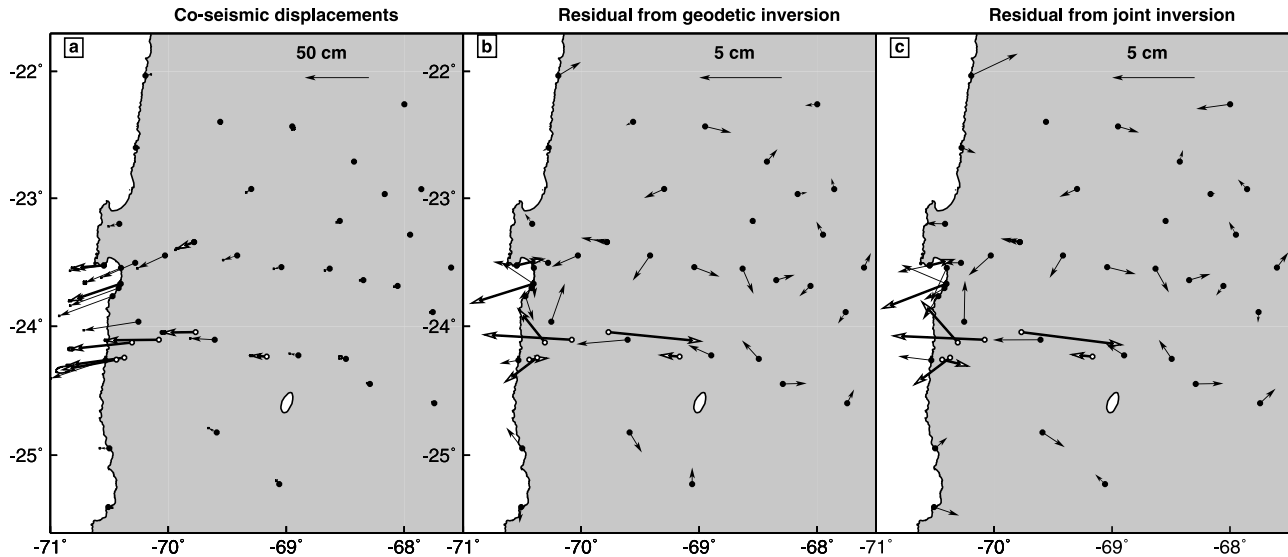 Co-seismic displacements
Residual from geodetic inversion
Residual from joint inversion
a
50 cm
b
5 cm
c
5 cm
-22˚
-22˚
-22˚
-23˚
-23˚
-23˚
-24˚
-24˚
-24˚
-25˚
-25˚
-25˚
-71
-70˚
-69
-68
-71
-70˚
-69
-68
-71
-70˚
-69
-68